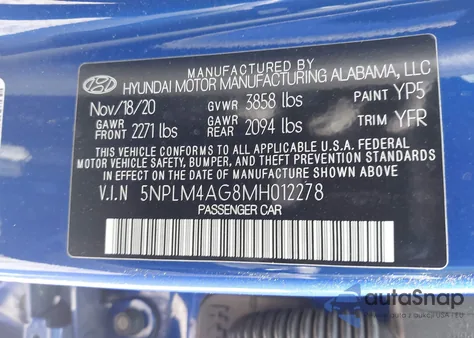 MANUFACTURED BY
HYUNDAI MOTOR MANUFACTURING ALABAMA, LLC
Nov/18/20 GVWR 3858 lbs PAINT YP5
GAWR FRONT 2271 lbs GAWR REAR 2094 lbs TRIM YFR
THIS VEHICLE CONFORMS TO ALL APPLICABLE U.S.A. FEDERAL
MOTOR VEHICLE SAFETY, BUMPER, AND THEFT PREVENTION STANDARDS
IN EFFECT ON THE DATE OF MANUFACTURE SHOWN ABOVE.
V.I.N 5NPLM4AG8MH012278
PASSENGER CAR
autoSnap